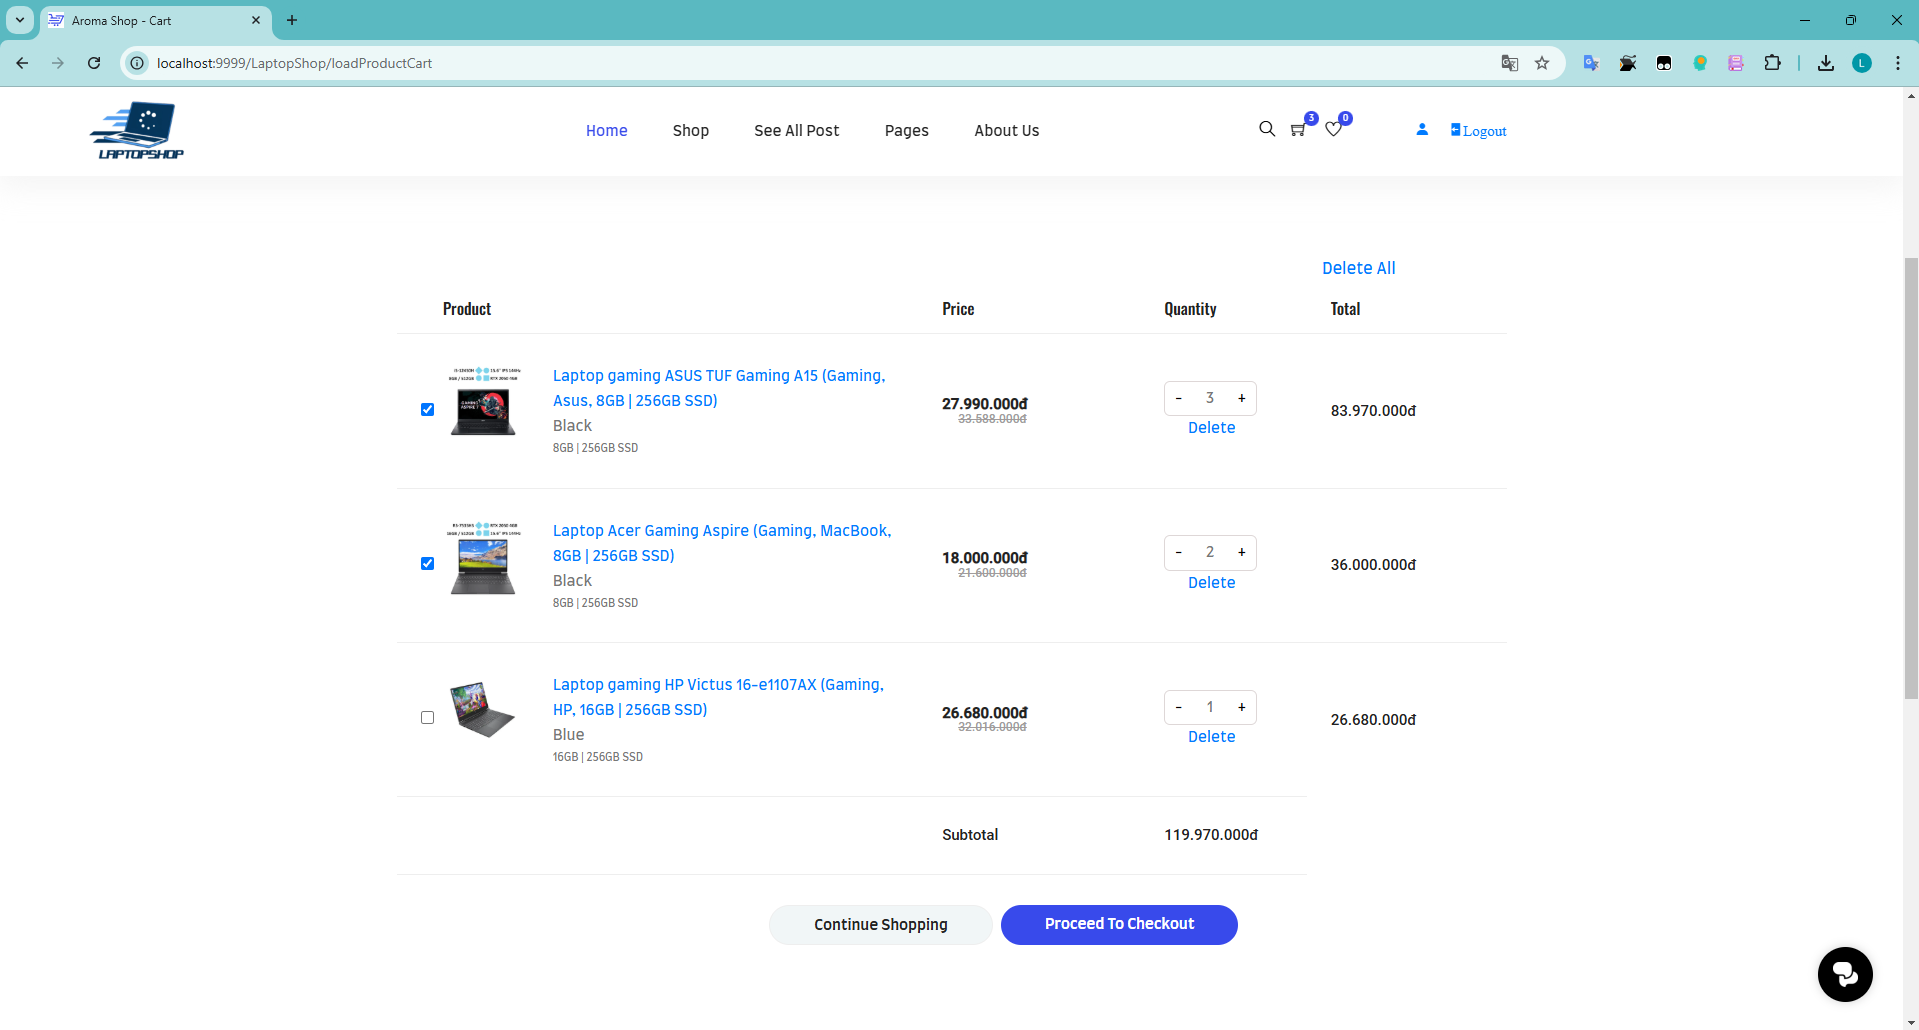 Aroma Shop - Cart
localhost:9999/LaptopShop/loadProductCart
L
LAPTOPSHOP
Home
Shop
See All Post
Pages
About Us
3
0
Logout
Delete All
Product
Price
Quantity
Total
Laptop gaming ASUS TUF Gaming A15 (Gaming,
Asus, 8GB | 256GB SSD)
Black
8GB | 256GB SSD
27.990.000đ
33.588.000đ
- 3 +
Delete
83.970.000đ
Laptop Acer Gaming Aspire (Gaming, MacBook,
8GB | 256GB SSD)
Black
8GB | 256GB SSD
18.000.000đ
21.600.000đ
- 2 +
Delete
36.000.000đ
Laptop gaming HP Victus 16-e1107AX (Gaming,
HP, 16GB | 256GB SSD)
Blue
16GB | 256GB SSD
26.680.000đ
32.016.000đ
- 1 +
Delete
26.680.000đ
Subtotal
119.970.000đ
Continue Shopping
Proceed To Checkout